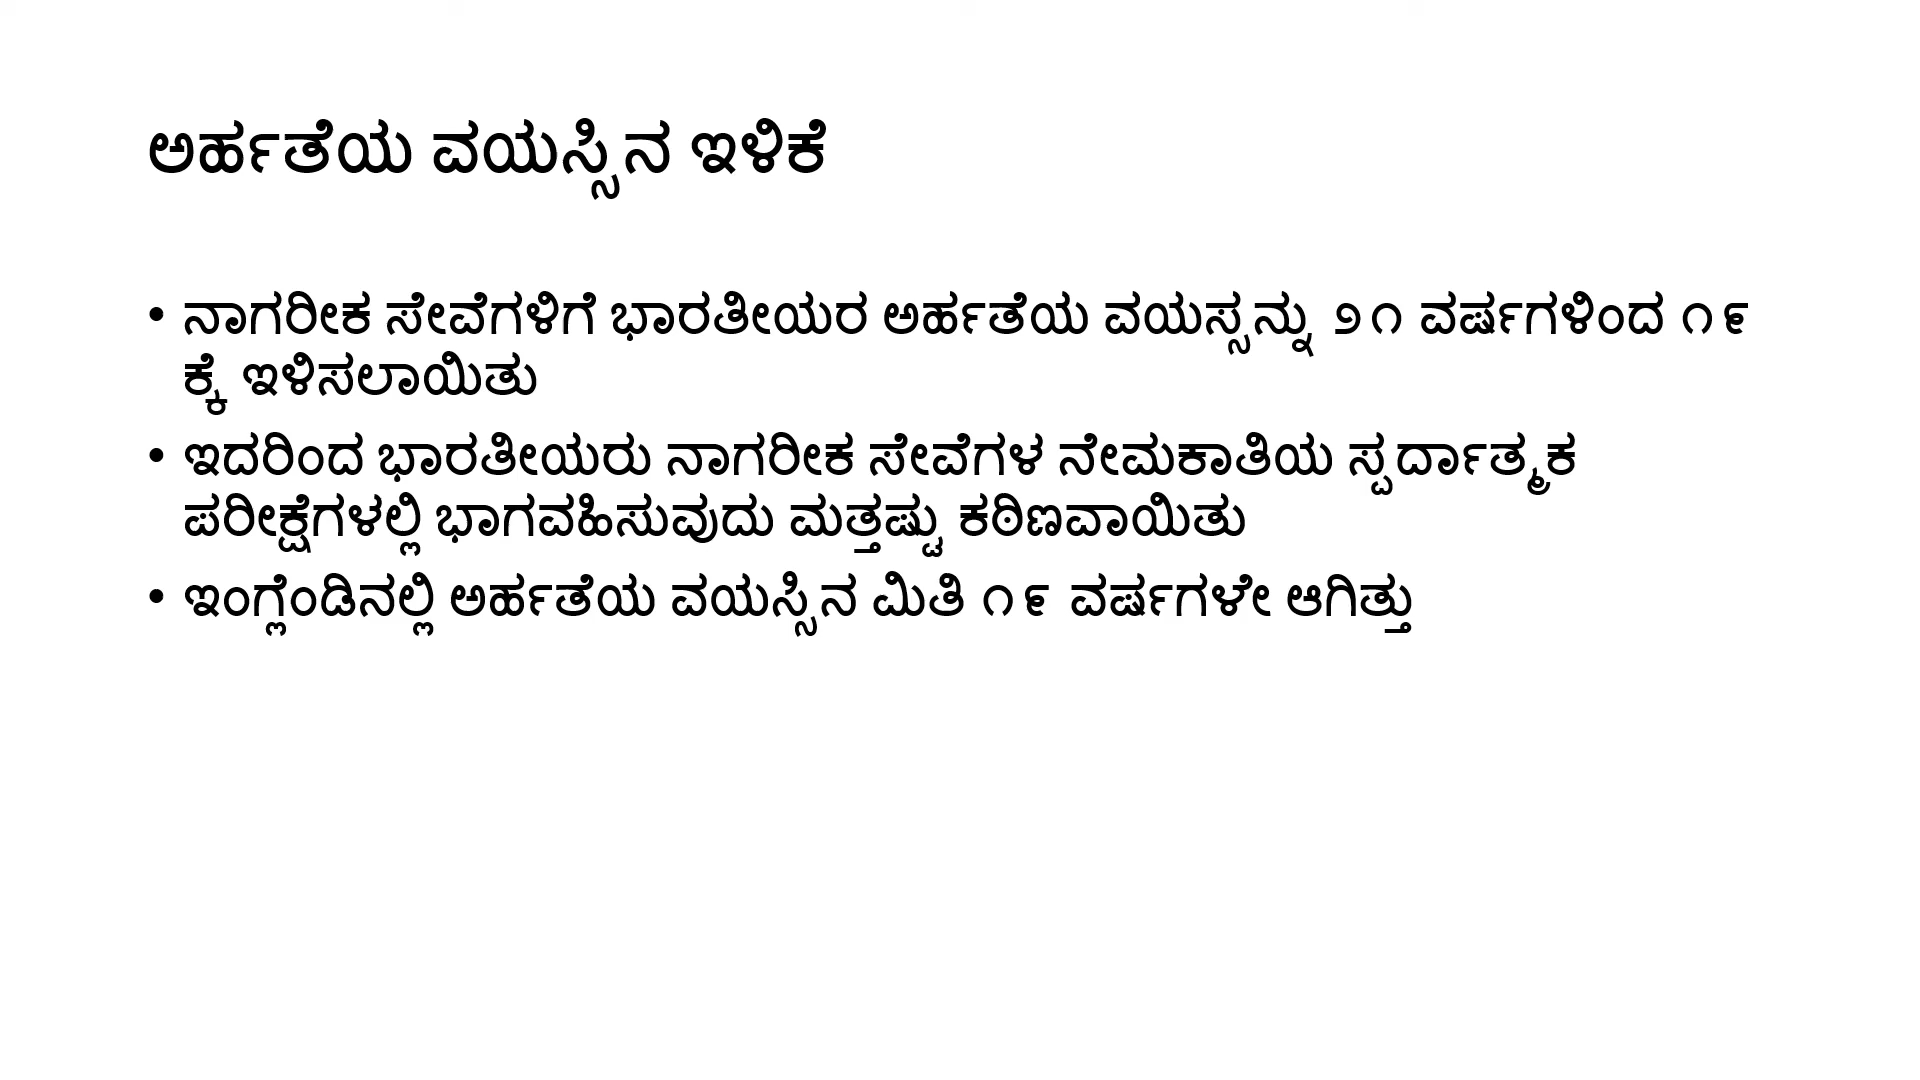 ಅರ್ಹತೆಯ ವಯಸ್ಸಿನ ಇಳಿಕೆ
• ನಾಗರೀಕ ಸೇವೆಗಳಿಗೆ ಭಾರತೀಯರ ಅರ್ಹತೆಯ ವಯಸ್ಸನ್ನು ೨೧ ವರ್ಷಗಳಿಂದ ೧೯
ಕ್ಕೆ ಇಳಿಸಲಾಯಿತು
• ಇದರಿಂದ ಭಾರತೀಯರು ನಾಗರೀಕ ಸೇವೆಗಳ ನೇಮಕಾತಿಯ ಸ್ಪರ್ದಾತ್ಮಕ
ಪರೀಕ್ಷೆಗಳಲ್ಲಿ ಭಾಗವಹಿಸುವುದು ಮತ್ತಷ್ಟು ಕಠಿಣವಾಯಿತು
• ಇಂಗ್ಲೆಂಡಿನಲ್ಲಿ ಅರ್ಹತೆಯ ವಯಸ್ಸಿನ ಮಿತಿ ೧೯ ವರ್ಷಗಳೇ ಆಗಿತ್ತು